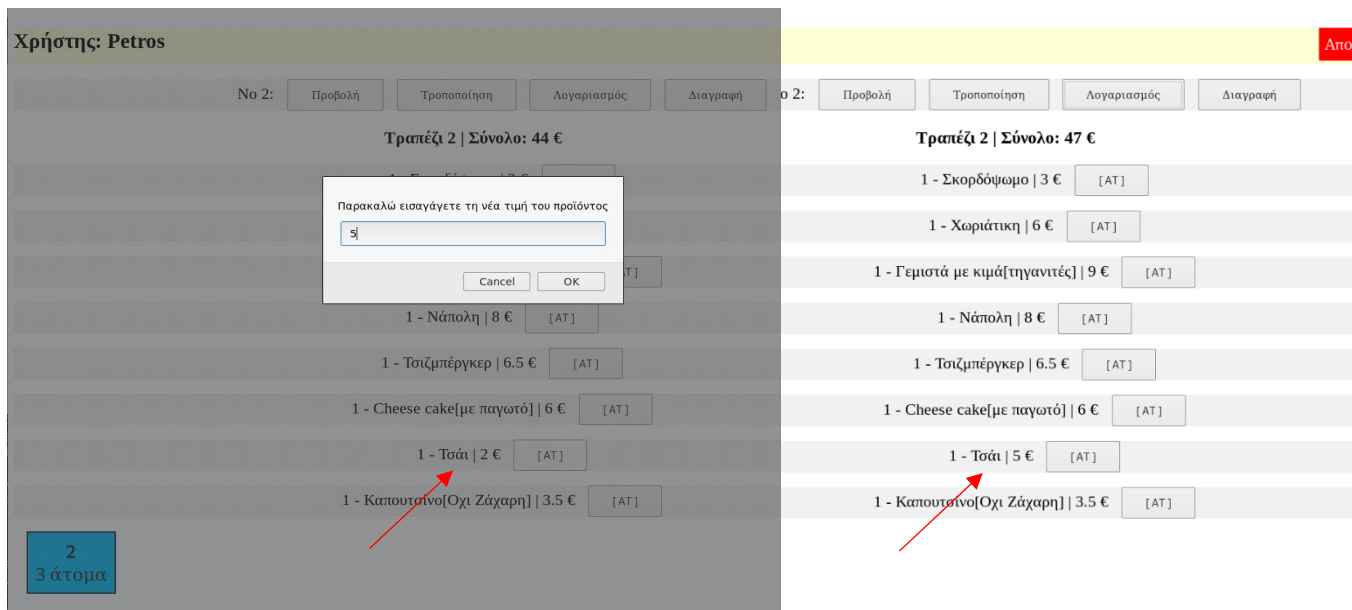 Χρήστης: Petros
Νο 2: Προβολή Τροποποίηση Λογαριασμός Διαγραφή
Τραπέζι 2 | Σύνολο: 44 €
Παρακαλώ εισαγάγετε τη νέα τιμή του προϊόντος
5
Cancel OK
1 - Νάπολη | 8 € [ΑΤ]
1 - Τσιζμπέργκερ | 6.5 € [ΑΤ]
1 - Cheese cake[με παγωτό] | 6 € [ΑΤ]
1 - Τσάι | 2 € [ΑΤ]
1 - Καπουτσίνο[Οχι Ζάχαρη] | 3.5 € [ΑΤ]
2
3 άτομα
Απο
ο 2: Προβολή Τροποποίηση Λογαριασμός Διαγραφή
Τραπέζι 2 | Σύνολο: 47 €
1 - Σκορδόψωμο | 3 € [ΑΤ]
1 - Χωριάτικη | 6 € [ΑΤ]
1 - Γεμιστά με κιμά[τηγανιτές] | 9 € [ΑΤ]
1 - Νάπολη | 8 € [ΑΤ]
1 - Τσιζμπέργκερ | 6.5 € [ΑΤ]
1 - Cheese cake[με παγωτό] | 6 € [ΑΤ]
1 - Τσάι | 5 € [ΑΤ]
1 - Καπουτσίνο[Οχι Ζάχαρη] | 3.5 € [ΑΤ]